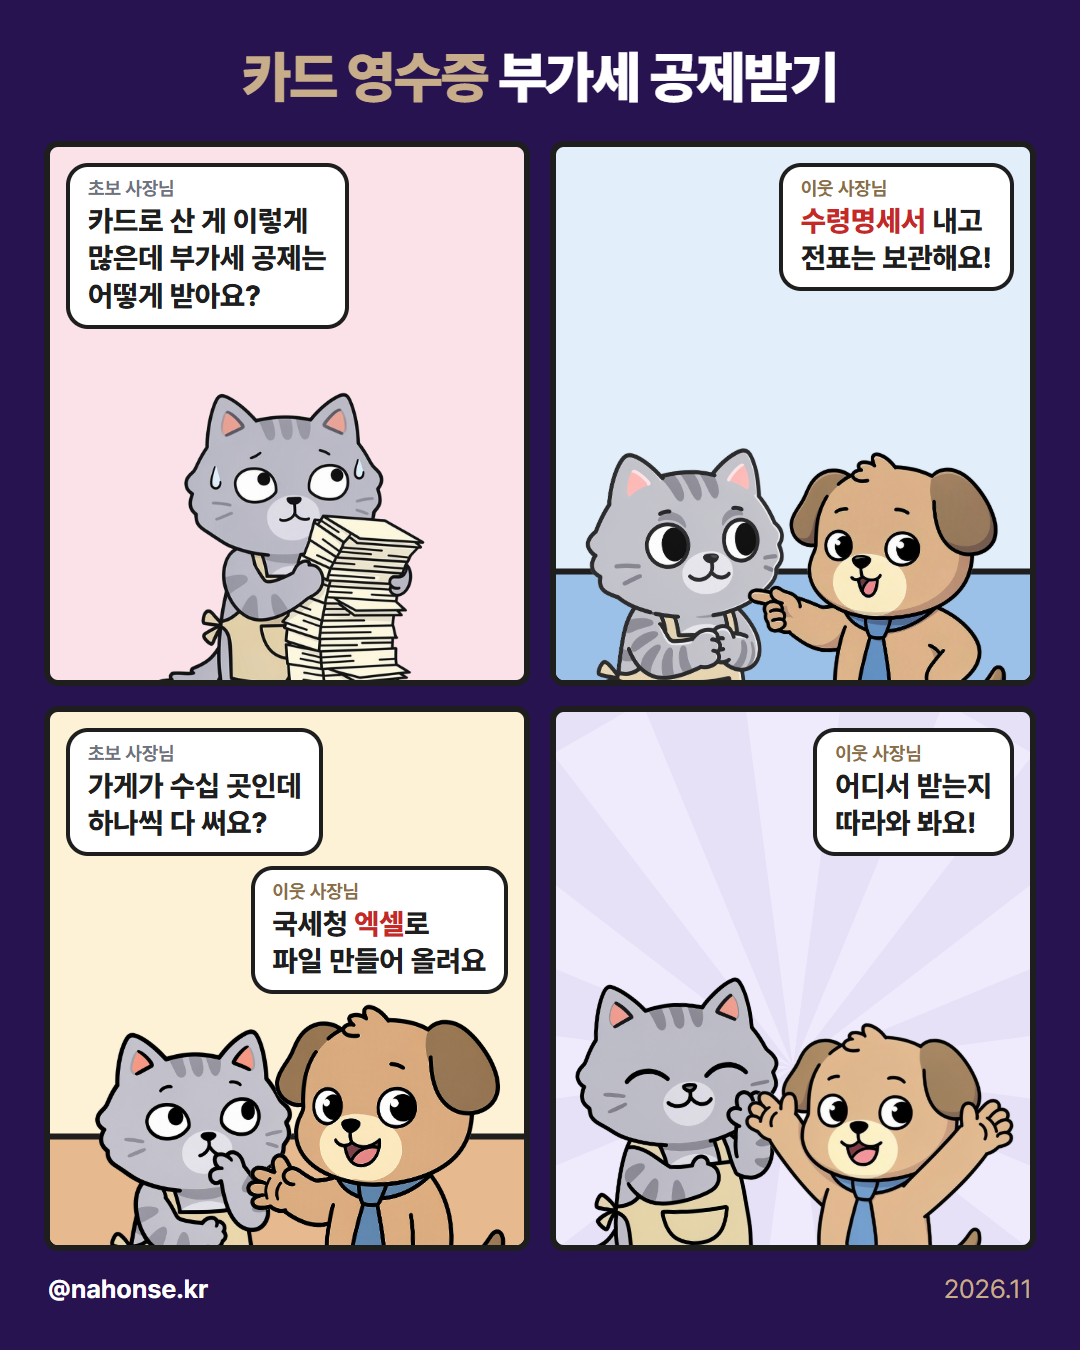 카드 영수증 부가세 공제받기
초보 사장님
카드로 산 게 이렇게
많은데 부가세 공제는
어떻게 받아요?
이웃 사장님
수령명세서 내고
전표는 보관해요!
초보 사장님
가게가 수십 곳인데
하나씩 다 써요?
이웃 사장님
국세청 엑셀로
파일 만들어 올려요
이웃 사장님
어디서 받는지
따라와 봐요!
@nahonse.kr
2026.11